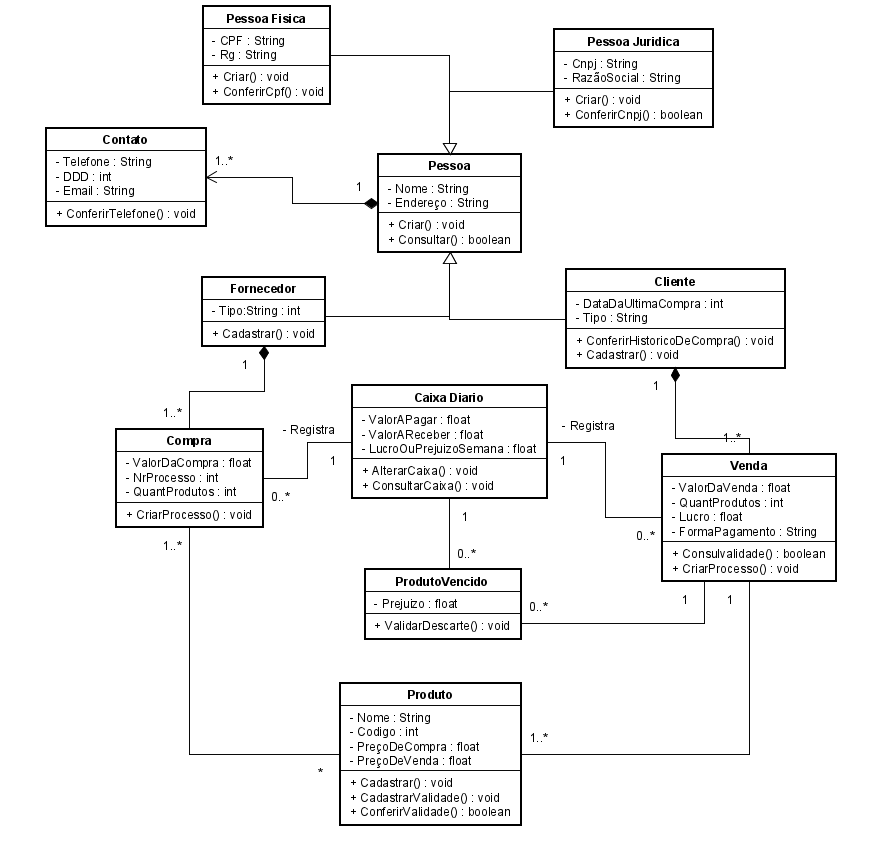 Pessoa Fisica
- CPF : String
- Rg : String
+ Criar() : void
+ ConferirCpf() : void
Pessoa Juridica
- Cnpj : String
- RazãoSocial : String
+ Criar() : void
+ ConferirCnpj() : boolean
Contato
- Telefone : String
- DDD : int
- Email : String
+ ConferirTelefone() : void
1..*
1
Pessoa
- Nome : String
- Endereço : String
+ Criar() : void
+ Consultar() : boolean
Fornecedor
- Tipo:String : int
+ Cadastrar() : void
1
1..*
Cliente
- DataDaUltimaCompra : int
- Tipo : String
+ ConferirHistoricoDeCompra() : void
+ Cadastrar() : void
1
1..*
Compra
- ValorDaCompra : float
- NrProcesso : int
- QuantProdutos : int
+ CriarProcesso() : void
- Registra
1
0..*
Caixa Diario
- ValorAPagar : float
- ValorAReceber : float
- LucroOuPrejuizoSemana : float
+ AlterarCaixa() : void
+ ConsultarCaixa() : void
- Registra
1
0..*
Venda
- ValorDaVenda : float
- QuantProdutos : int
- Lucro : float
- FormaPagamento : String
+ Consulvalidade() : boolean
+ CriarProcesso() : void
1
0..*
ProdutoVencido
- Prejuizo : float
+ ValidarDescarte() : void
0..*
1
1
1..*
Produto
- Nome : String
- Codigo : int
- PreçoDeCompra : float
- PreçoDeVenda : float
+ Cadastrar() : void
+ CadastrarValidade() : void
+ ConferirValidade() : boolean
1..*
*